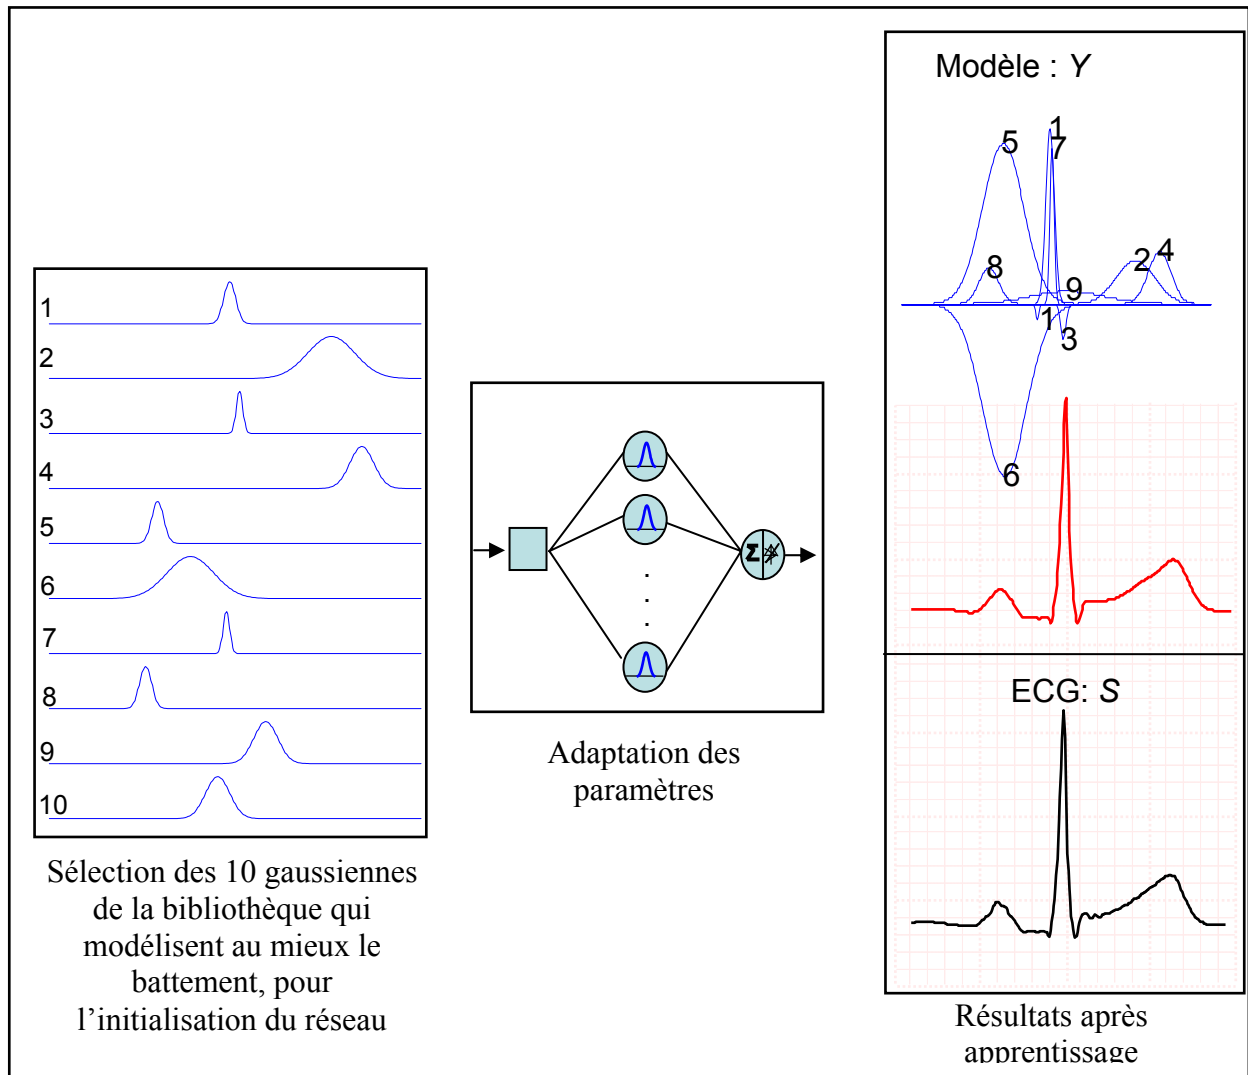 1
2
3
4
5
6
7
8
9
10
Sélection des 10 gaussiennes
de la bibliothèque qui
modélisent au mieux le
battement, pour
l’initialisation du réseau
Σ
Adaptation des
paramètres
Modèle : Y
1
5
7
8
9
2
4
1
3
6
ECG: S
Résultats après
apprentissage